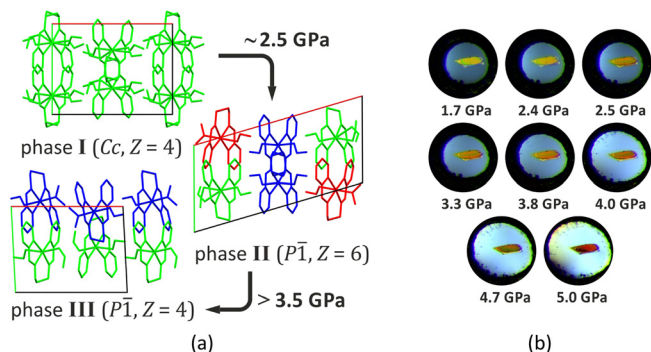 ~2.5 GPa
phase I (Cc, Z = 4)
phase II (P1̅, Z = 6)
> 3.5 GPa
phase III (P1̅, Z = 4)
(a)
(b)
1.7 GPa 2.4 GPa 2.5 GPa
3.3 GPa 3.8 GPa 4.0 GPa
4.7 GPa 5.0 GPa